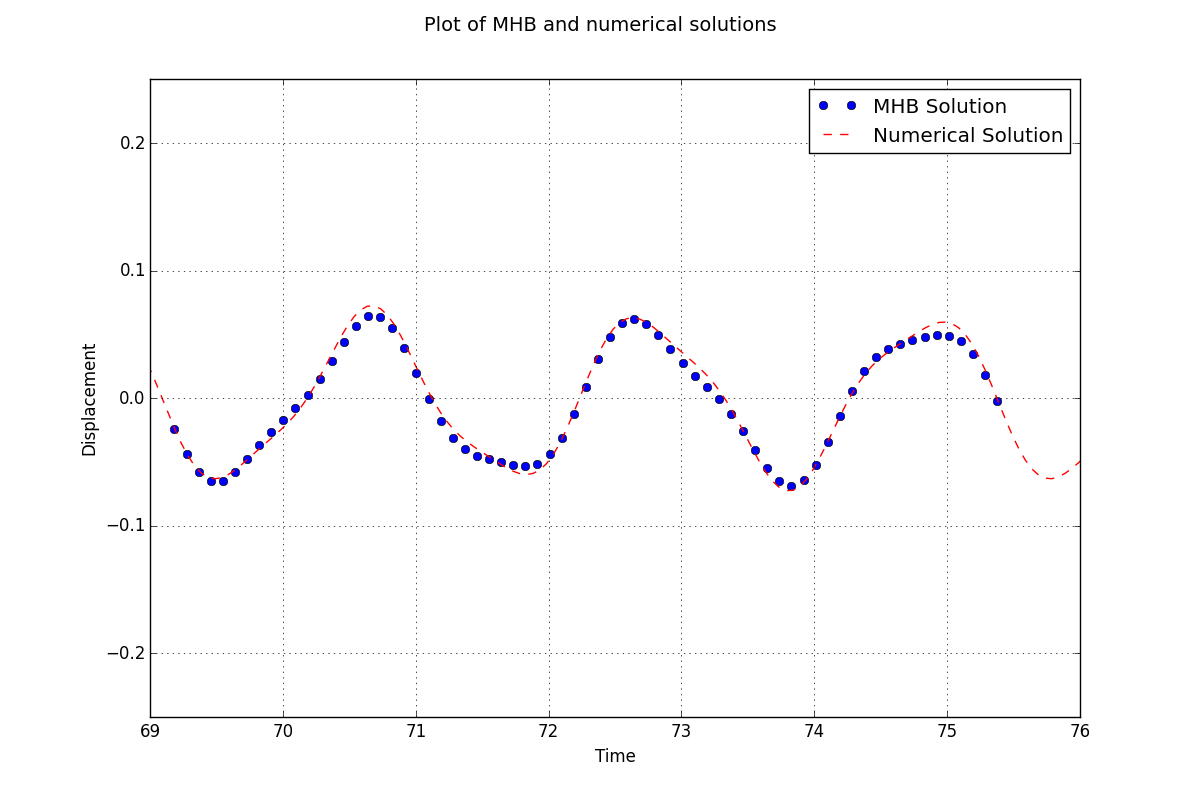 Plot of MHB and numerical solutions
MHB Solution
Numerical Solution
0.2
0.1
0.0
−0.1
−0.2
Displacement
69 70 71 72 73 74 75 76
Time